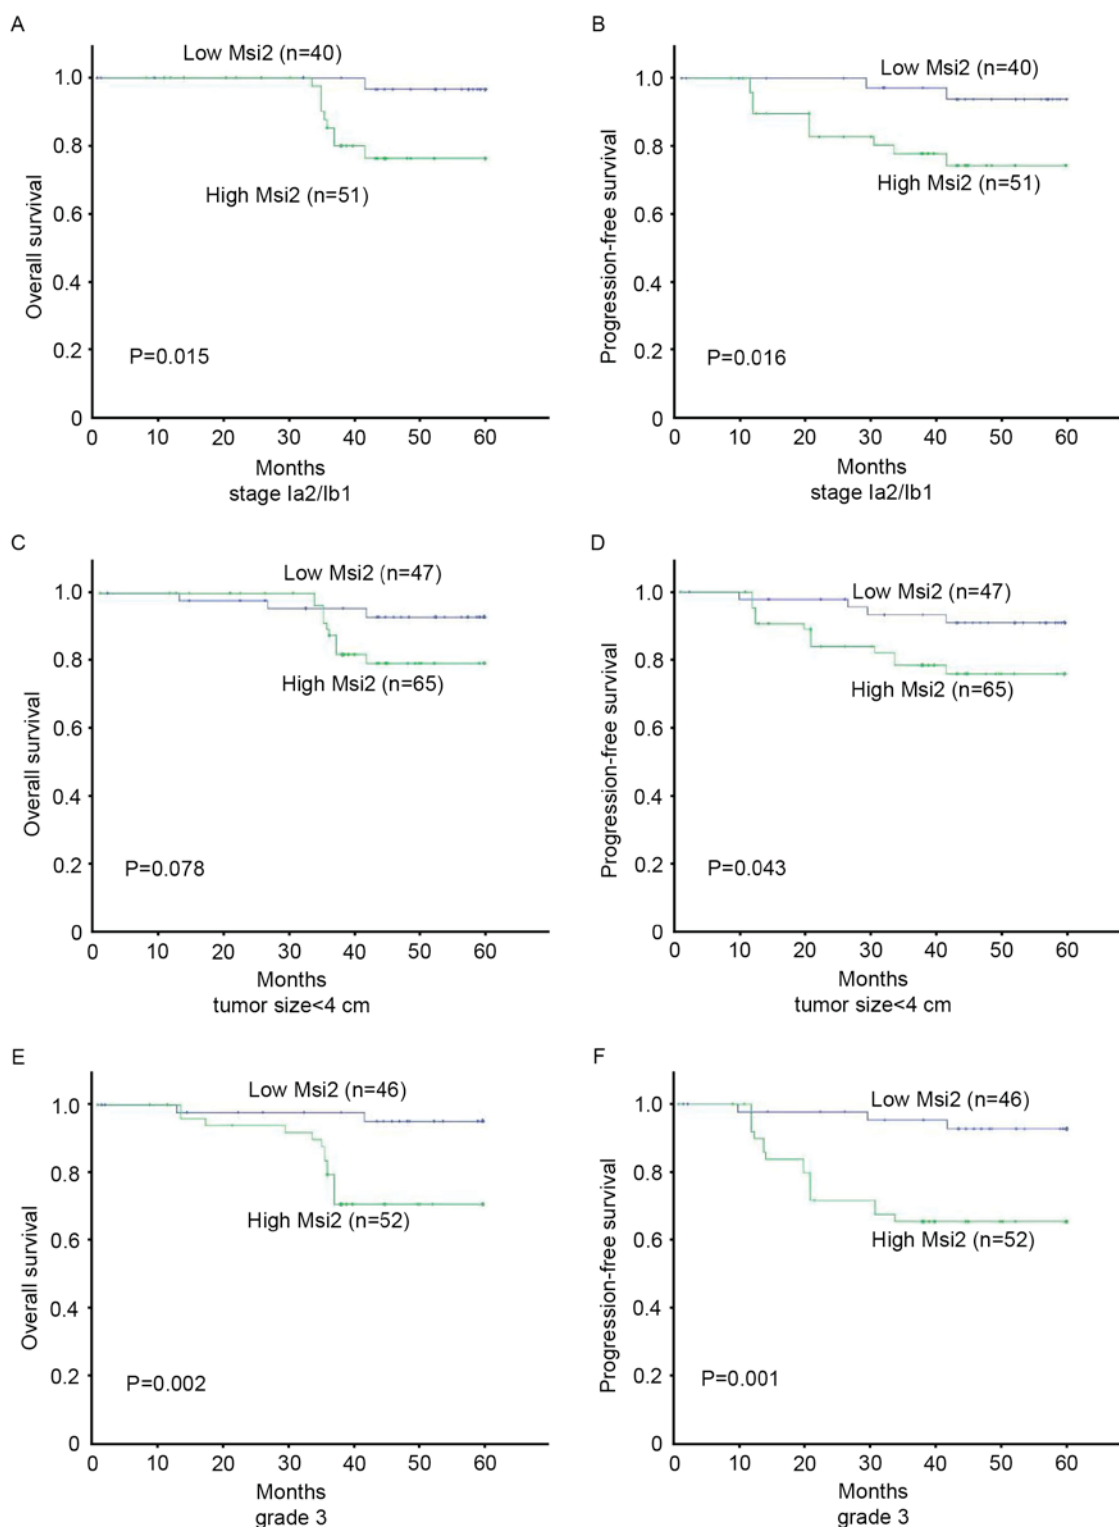 A
Low Msi2 (n=40)
1.0
0.8
High Msi2 (n=51)
0.6
0.4
0.2
0
Overall survival
P=0.015
0 10 20 30 40 50 60
Months
stage Ia2/Ib1
B
Low Msi2 (n=40)
1.0
0.8
High Msi2 (n=51)
0.6
0.4
0.2
0
Progression-free survival
P=0.016
0 10 20 30 40 50 60
Months
stage Ia2/Ib1
C
Low Msi2 (n=47)
1.0
0.8
High Msi2 (n=65)
0.6
0.4
0.2
0
Overall survival
P=0.078
0 10 20 30 40 50 60
Months
tumor size<4 cm
D
Low Msi2 (n=47)
1.0
0.8
High Msi2 (n=65)
0.6
0.4
0.2
0
Progression-free survival
P=0.043
0 10 20 30 40 50 60
Months
tumor size<4 cm
E
Low Msi2 (n=46)
1.0
0.8
High Msi2 (n=52)
0.6
0.4
0.2
0
Overall survival
P=0.002
0 10 20 30 40 50 60
Months
grade 3
F
Low Msi2 (n=46)
1.0
0.8
High Msi2 (n=52)
0.6
0.4
0.2
0
Progression-free survival
P=0.001
0 10 20 30 40 50 60
Months
grade 3